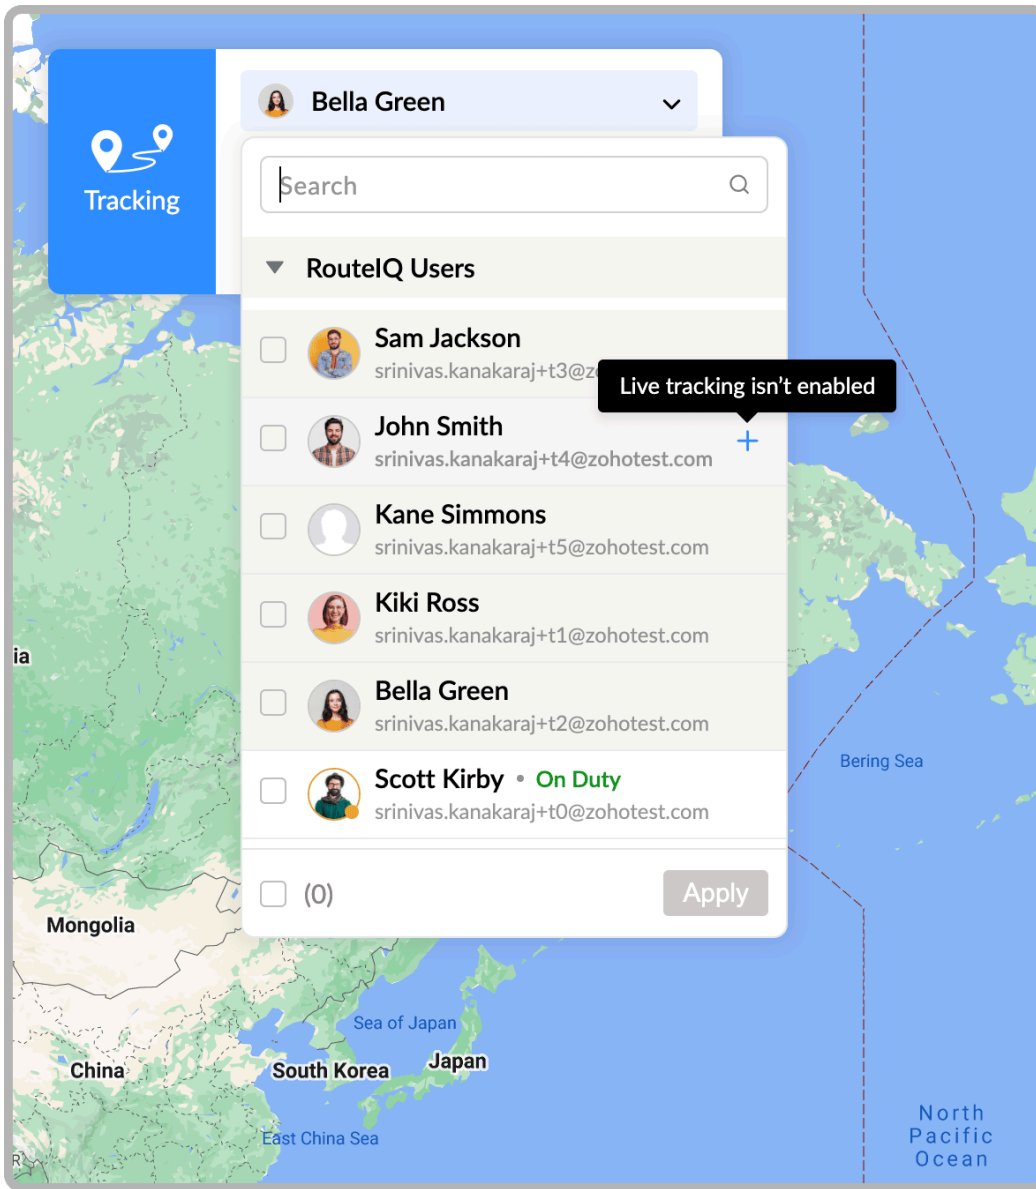 Bella Green
Tracking
Search
RouteIQ Users
Sam Jackson
srinivas.kanakaraj+t3@z
Live tracking isn't enabled
John Smith
srinivas.kanakaraj+t4@zohotest.com
Kane Simmons
srinivas.kanakaraj+t5@zohotest.com
Kiki Ross
srinivas.kanakaraj+t1@zohotest.com
Bella Green
srinivas.kanakaraj+t2@zohotest.com
Scott Kirby • On Duty
srinivas.kanakaraj+t0@zohotest.com
(0)
Apply
ia
Bering Sea
Mongolia
Sea of Japan
Japan
China
South Korea
East China Sea
North
Pacific
Ocean
R